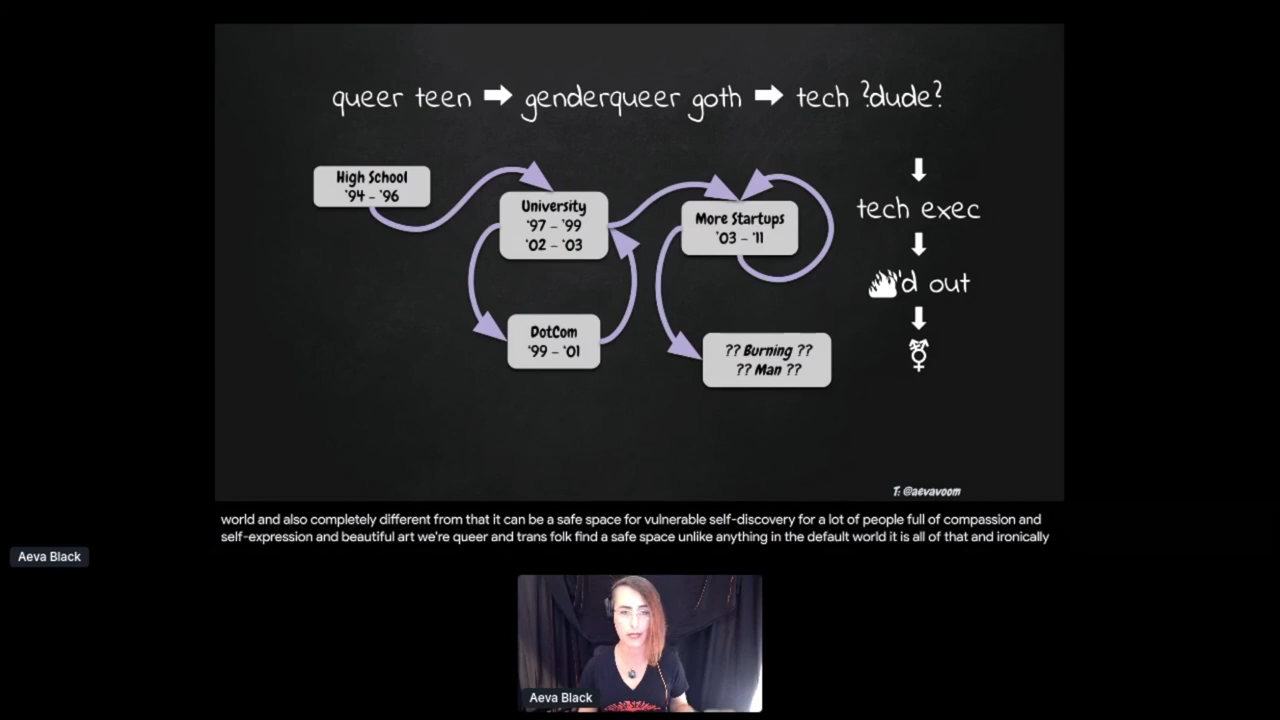 queer teen ➡ genderqueer goth ➡ tech ?dude?
High School
'94 – '96
University
'97 – '99
'02 – '03
More Startups
'03 – '11
tech exec
'd out
DotCom
'99 – '01
?? Burning ??
?? Man ??
T: @aevavoom
world and also completely different from that it can be a safe space for vulnerable self-discovery for a lot of people full of compassion and
self-expression and beautiful art we're queer and trans folk find a safe space unlike anything in the default world it is all of that and ironically
Aeva Black
Aeva Black